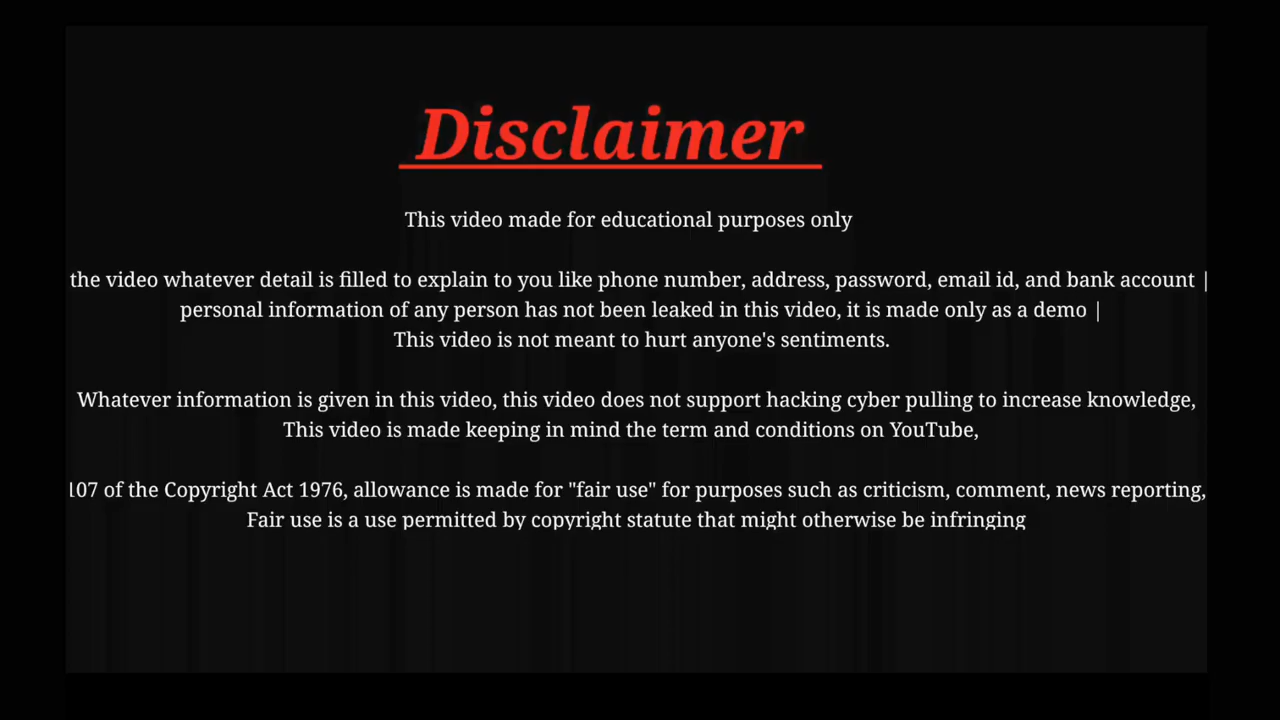 Disclaimer
This video made for educational purposes only
the video whatever detail is filled to explain to you like phone number, address, password, email id, and bank account |
personal information of any person has not been leaked in this video, it is made only as a demo |
This video is not meant to hurt anyone's sentiments.
Whatever information is given in this video, this video does not support hacking cyber pulling to increase knowledge,
This video is made keeping in mind the term and conditions on YouTube,
107 of the Copyright Act 1976, allowance is made for "fair use" for purposes such as criticism, comment, news reporting,
Fair use is a use permitted by copyright statute that might otherwise be infringing